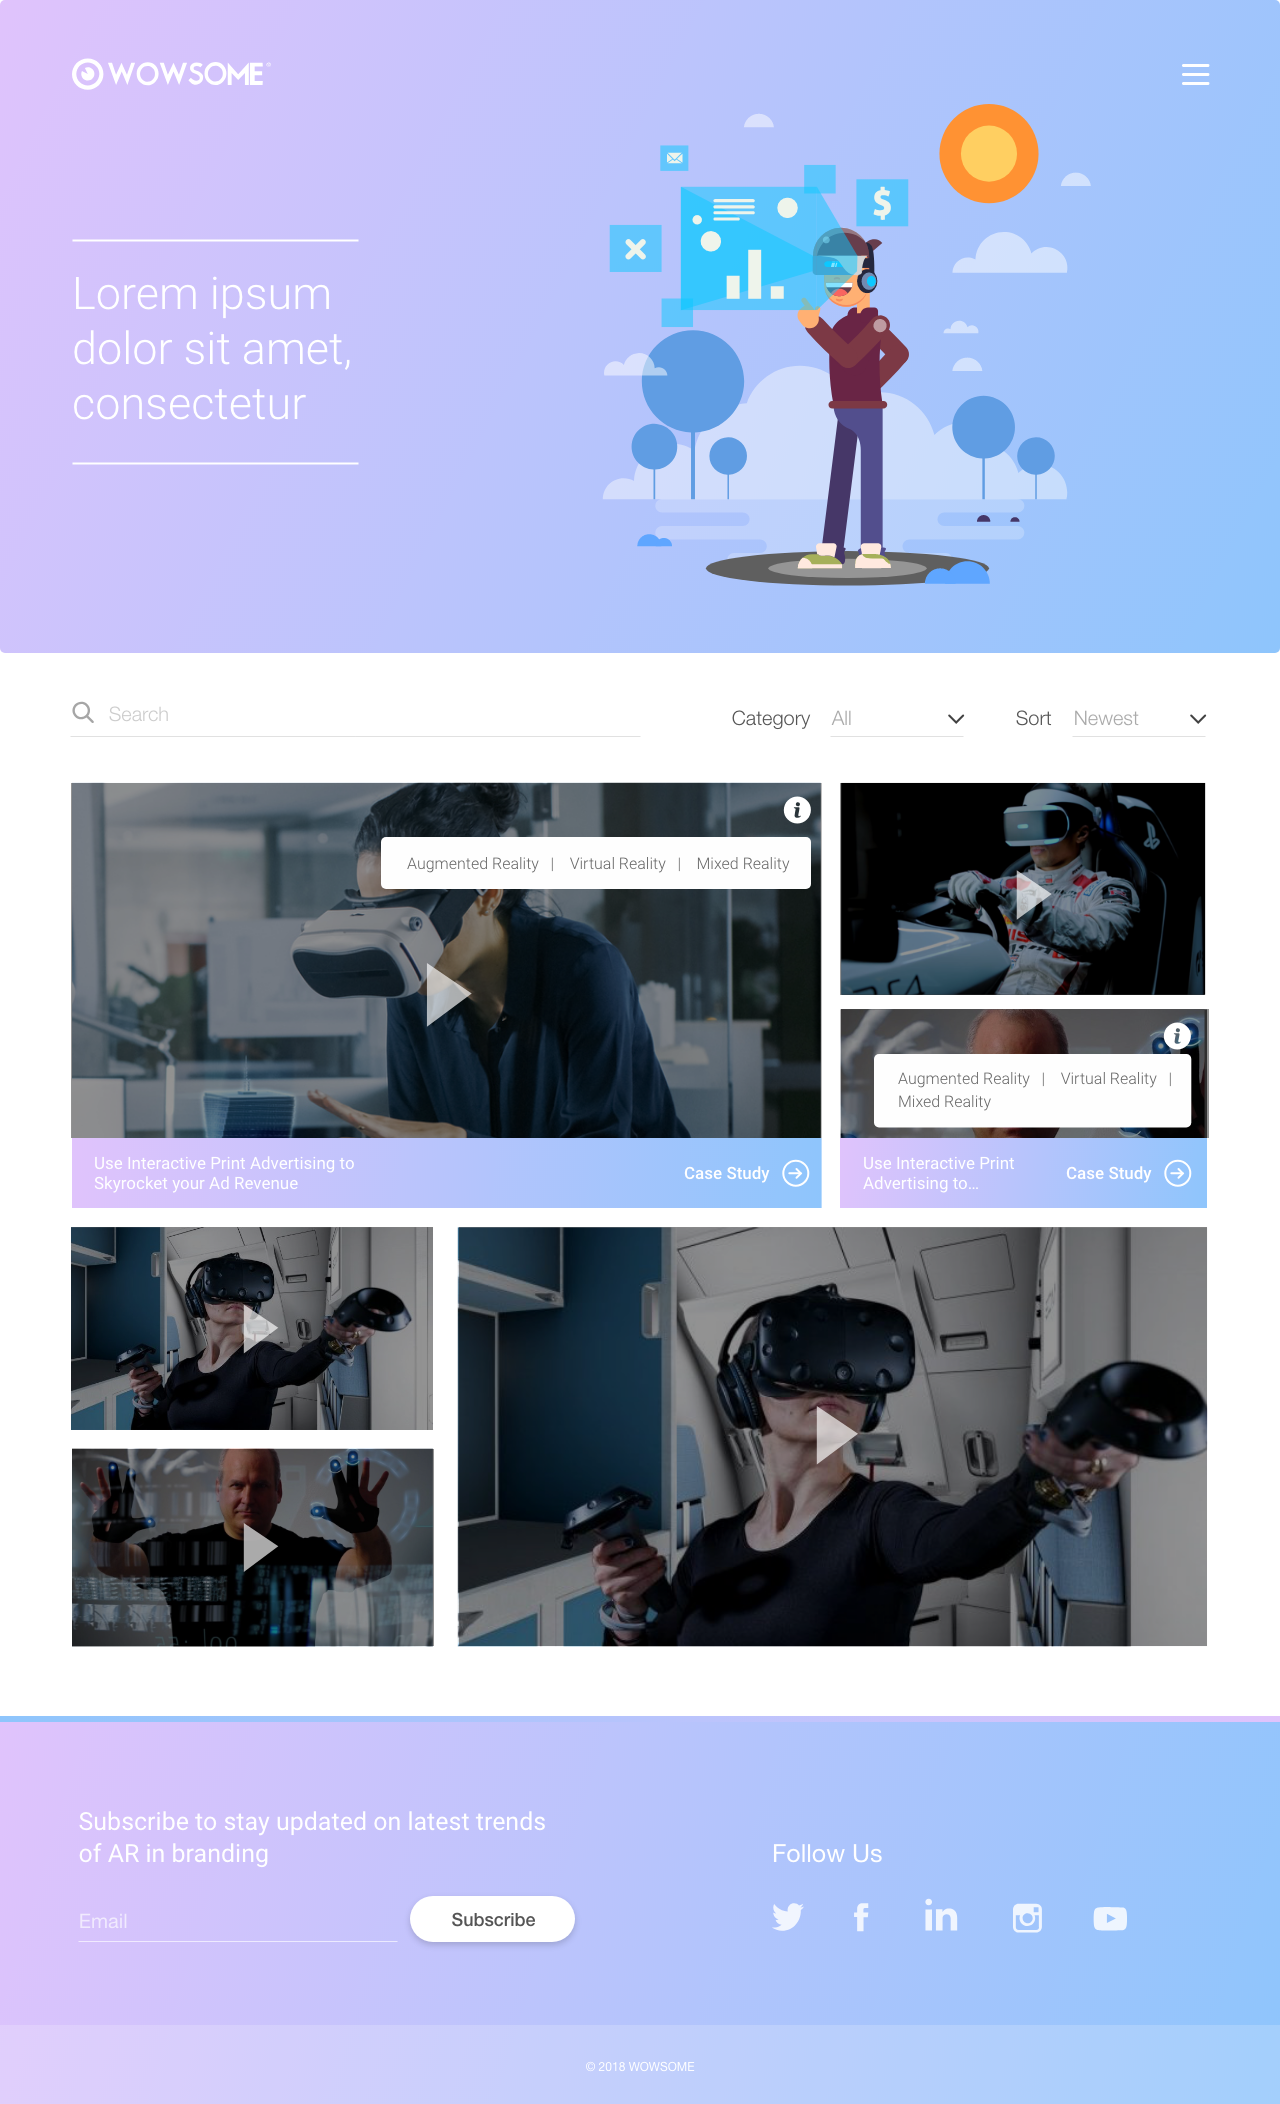 WOWSOME
$
Lorem ipsum
dolor sit amet,
consectetur
Search
Category
All
Sort
Newest
i
Augmented Reality | Virtual Reality | Mixed Reality
i
Augmented Reality | Virtual Reality |
Mixed Reality
Use Interactive Print Advertising to
Skyrocket your Ad Revenue
Case Study
Use Interactive Print
Advertising to...
Case Study
Subscribe to stay updated on latest trends
of AR in branding
Email
Subscribe
Follow Us
© 2018 WOWSOME